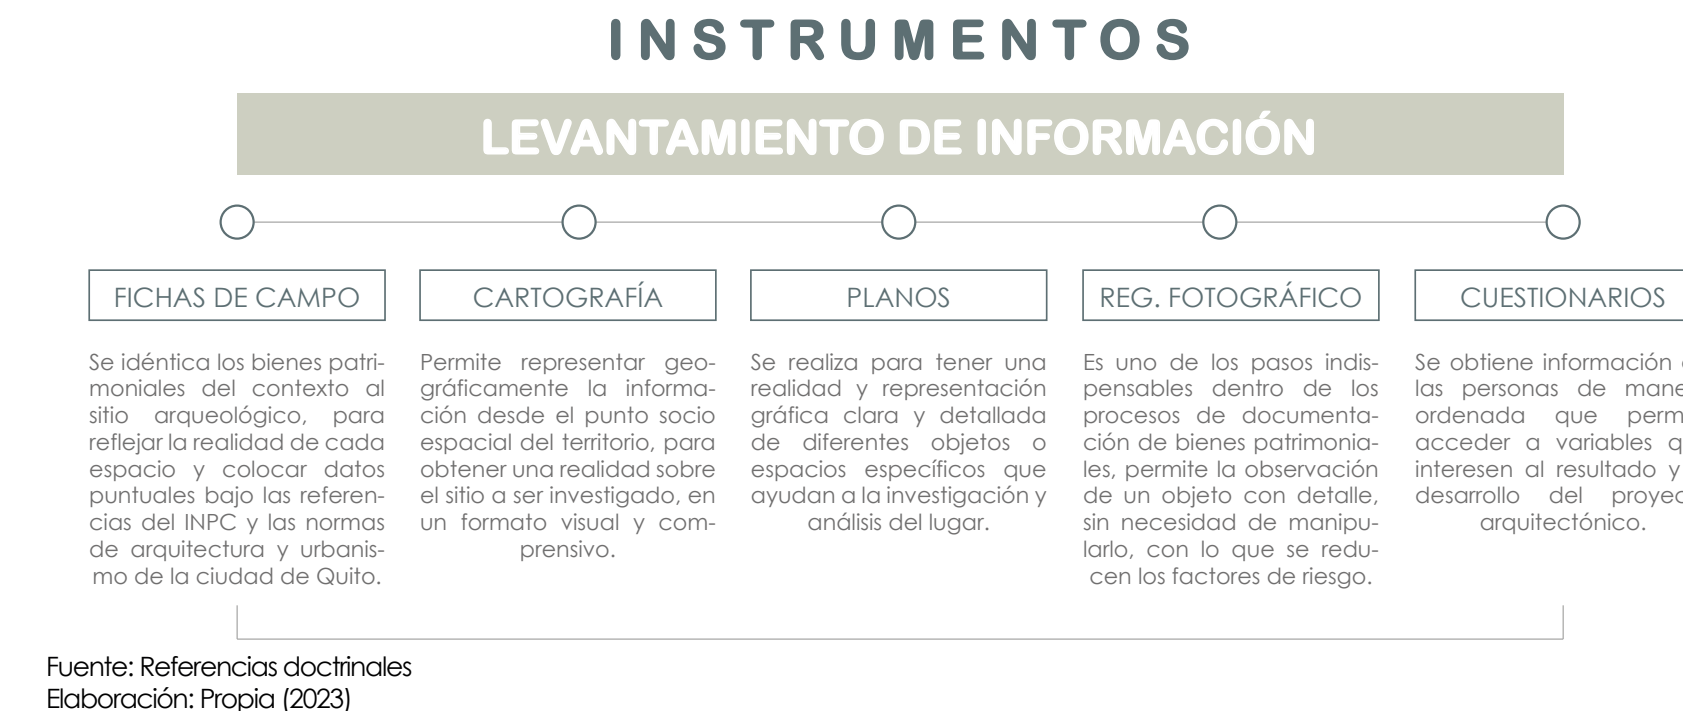 INSTRUMENTOS
LEVANTAMIENTO DE INFORMACIÓN
FICHAS DE CAMPO
Se idéntica los bienes patri-
moniales del contexto al
sitio arqueológico, para
reflejar la realidad de cada
espacio y colocar datos
puntuales bajo las referen-
cias del INPC y las normas
de arquitectura y urbanis-
mo de la ciudad de Quito.
CARTOGRAFÍA
Permite representar geo-
gráficamente la informa-
ción desde el punto socio
espacial del territorio, para
obtener una realidad sobre
el sitio a ser investigado, en
un formato visual y com-
prensivo.
PLANOS
Se realiza para tener una
realidad y representación
gráfica clara y detallada
de diferentes objetos o
espacios específicos que
ayudan a la investigación y
análisis del lugar.
REG. FOTOGRÁFICO
Es uno de los pasos indis-
pensables dentro de los
procesos de documenta-
ción de bienes patrimonia-
les, permite la observación
de un objeto con detalle,
sin necesidad de manipu-
larlo, con lo que se redu-
cen los factores de riesgo.
CUESTIONARIOS
Se obtiene información
las personas de
ordenada que
acceder a variables
interesen al resultado y
desarrollo del
arquitectónico.
Fuente: Referencias doctrinales
Elaboración: Propia (2023)